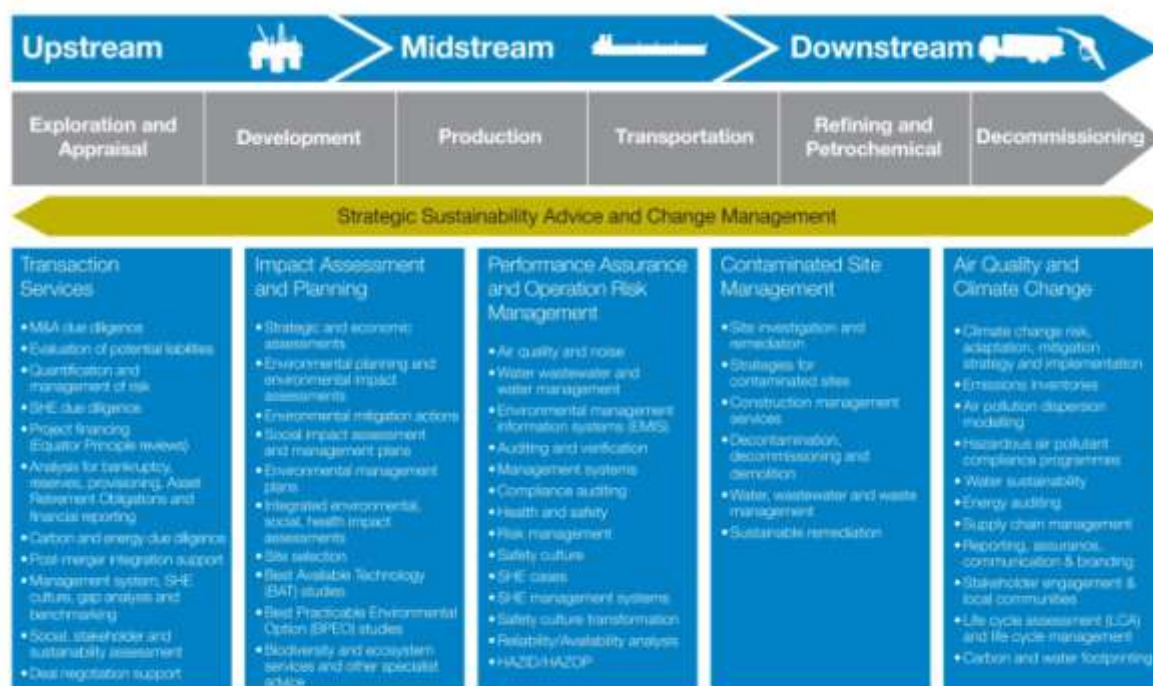 Upstream
Midstream
Downstream
Exploration and
Appraisal
Development
Production
Transportation
Refining and
Petrochemical
Decommissioning
Strategic Sustainability Advice and Change Management
Transaction
Services
• M&A due diligence
• Evaluation of potential liabilities
• Quantification and
management of risk
• SHE due diligence
• Project financing
(Equator Principle reviews)
• Analysis for bankruptcy,
reserves, provisioning, Asset
Retirement Obligations and
financial reporting
• Carbon and energy due diligence
• Post-merger integration support
• Management system, SHE
culture, gap analysis and
benchmarking
• Social, stakeholder and
sustainability assessment
• Deal negotiation support
Impact Assessment
and Planning
• Strategic and economic
assessments
• Environmental planning and
environmental impact
assessments
• Environmental mitigation actions
• Social impact assessment
and management plans
• Environmental management
plans
• Integrated environmental,
social, health impact
assessments
• Site selection
• Best Available Technology
(BAT) studies
• Best Practicable Environmental
Option (BPEO) studies
• Biodiversity and ecosystem
services and other specialist
advice
Performance Assurance
and Operation Risk
Management
• Air quality and noise
• Water wastewater and
water management
• Environmental management
information systems (EMIS)
• Auditing and verification
• Management systems
• Compliance auditing
• Health and safety
• Risk management
• Safety culture
• SHE cases
• SHE management systems
• Safety culture transformation
• Reliability/Availability analysis
• HAZID/HAZOP
Contaminated Site
Management
• Site investigation and
remediation
• Strategies for
contaminated sites
• Construction management
services
• Decontamination,
decommissioning and
demolition
• Water, wastewater and waste
management
• Sustainable remediation
Air Quality and
Climate Change
• Climate change risk,
adaptation, mitigation
strategy and implementation
• Emissions inventories
• Air pollution dispersion
modelling
• Hazardous air pollutant
compliance programmes
• Water sustainability
• Energy auditing
• Supply chain management
• Reporting, assurance,
communication & branding
• Stakeholder engagement &
local communities
• Life cycle assessment (LCA)
and life cycle management
• Carbon and water footprinting